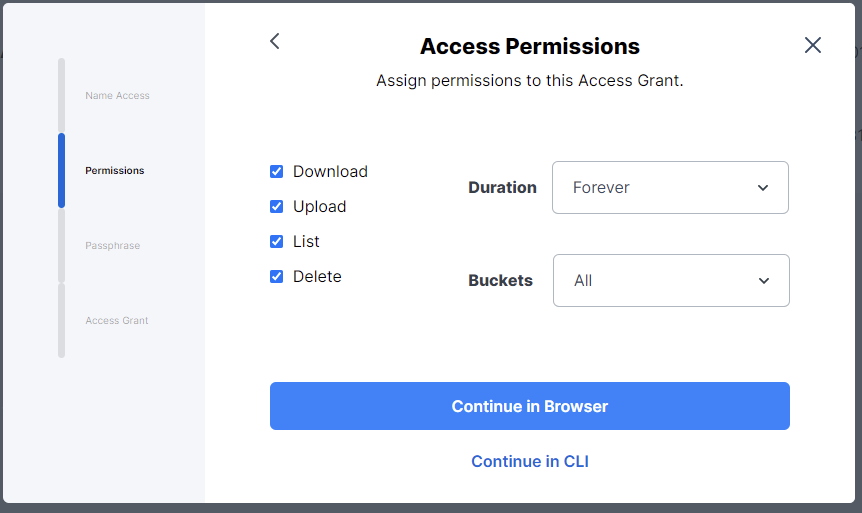 Name Access
Permissions
Passphrase
Access Grant
Access Permissions
Assign permissions to this Access Grant.
Download
Upload
List
Delete
Duration
Forever
Buckets
All
Continue in Browser
Continue in CLI